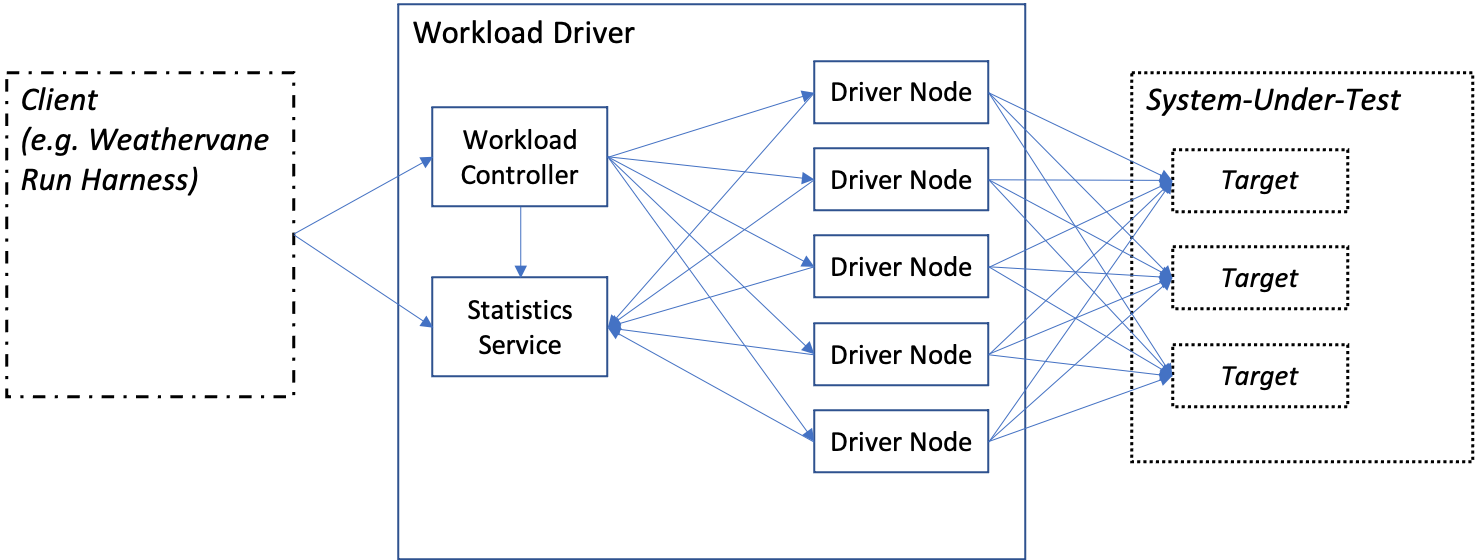 Client
(e.g. Weathervane
Run Harness)
Workload Driver
Workload
Controller
Statistics
Service
Driver Node
Driver Node
Driver Node
Driver Node
Driver Node
System-Under-Test
Target
Target
Target